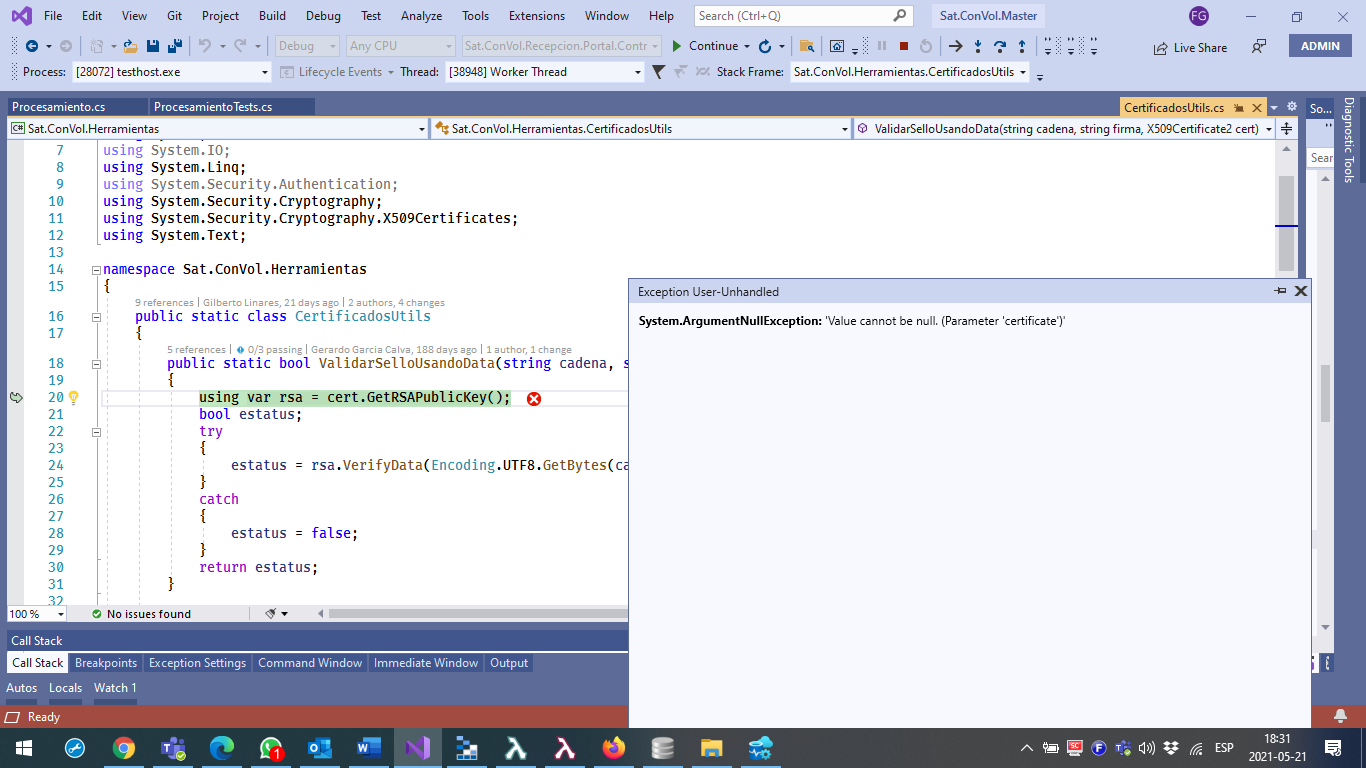 File Edit View Git Project Build Debug Test Analyze Tools Extensions Window Help Search (Ctrl+Q) Sat.ConVol.Master FG
Debug Any CPU Sat.ConVol.Recepcion.Portal.Contr Continue Live Share ADMIN
Process: [28072] testhost.exe Lifecycle Events Thread: [38948] Worker Thread Stack Frame: Sat.ConVol.Herramientas.CertificadosUtils
Procesamiento.cs ProcesamientoTests.cs CertificadosUtils.cs So...
C# Sat.ConVol.Herramientas Sat.ConVol.Herramientas.CertificadosUtils ValidarSelloUsandoData(string cadena, string firma, X509Certificate2 cert)
Diagnostic Tools
Sear
7 using System.IO;
8 using System.Linq;
9 using System.Security.Authentication;
10 using System.Security.Cryptography;
11 using System.Security.Cryptography.X509Certificates;
12 using System.Text;
13
14 namespace Sat.ConVol.Herramientas
15 {
9 references | Gilberto Linares, 21 days ago | 2 authors, 4 changes
16 public static class CertificadosUtils
17 {
5 references | 0/3 passing | Gerardo Garcia Calva, 188 days ago | 1 author, 1 change
18 public static bool ValidarSelloUsandoData(string cadena, s
19 {
20 using var rsa = cert.GetRSAPublicKey();
21 bool estatus;
22 try
23 {
24 estatus = rsa.VerifyData(Encoding.UTF8.GetBytes(ca
25 }
26 catch
27 {
28 estatus = false;
29 }
30 return estatus;
31 }
32
Exception User-Unhandled
System.ArgumentNullException: 'Value cannot be null. (Parameter 'certificate')'
100 % No issues found
Call Stack
Call Stack Breakpoints Exception Settings Command Window Immediate Window Output
Autos Locals Watch 1
Ready
1 ESP 18:31
2021-05-21